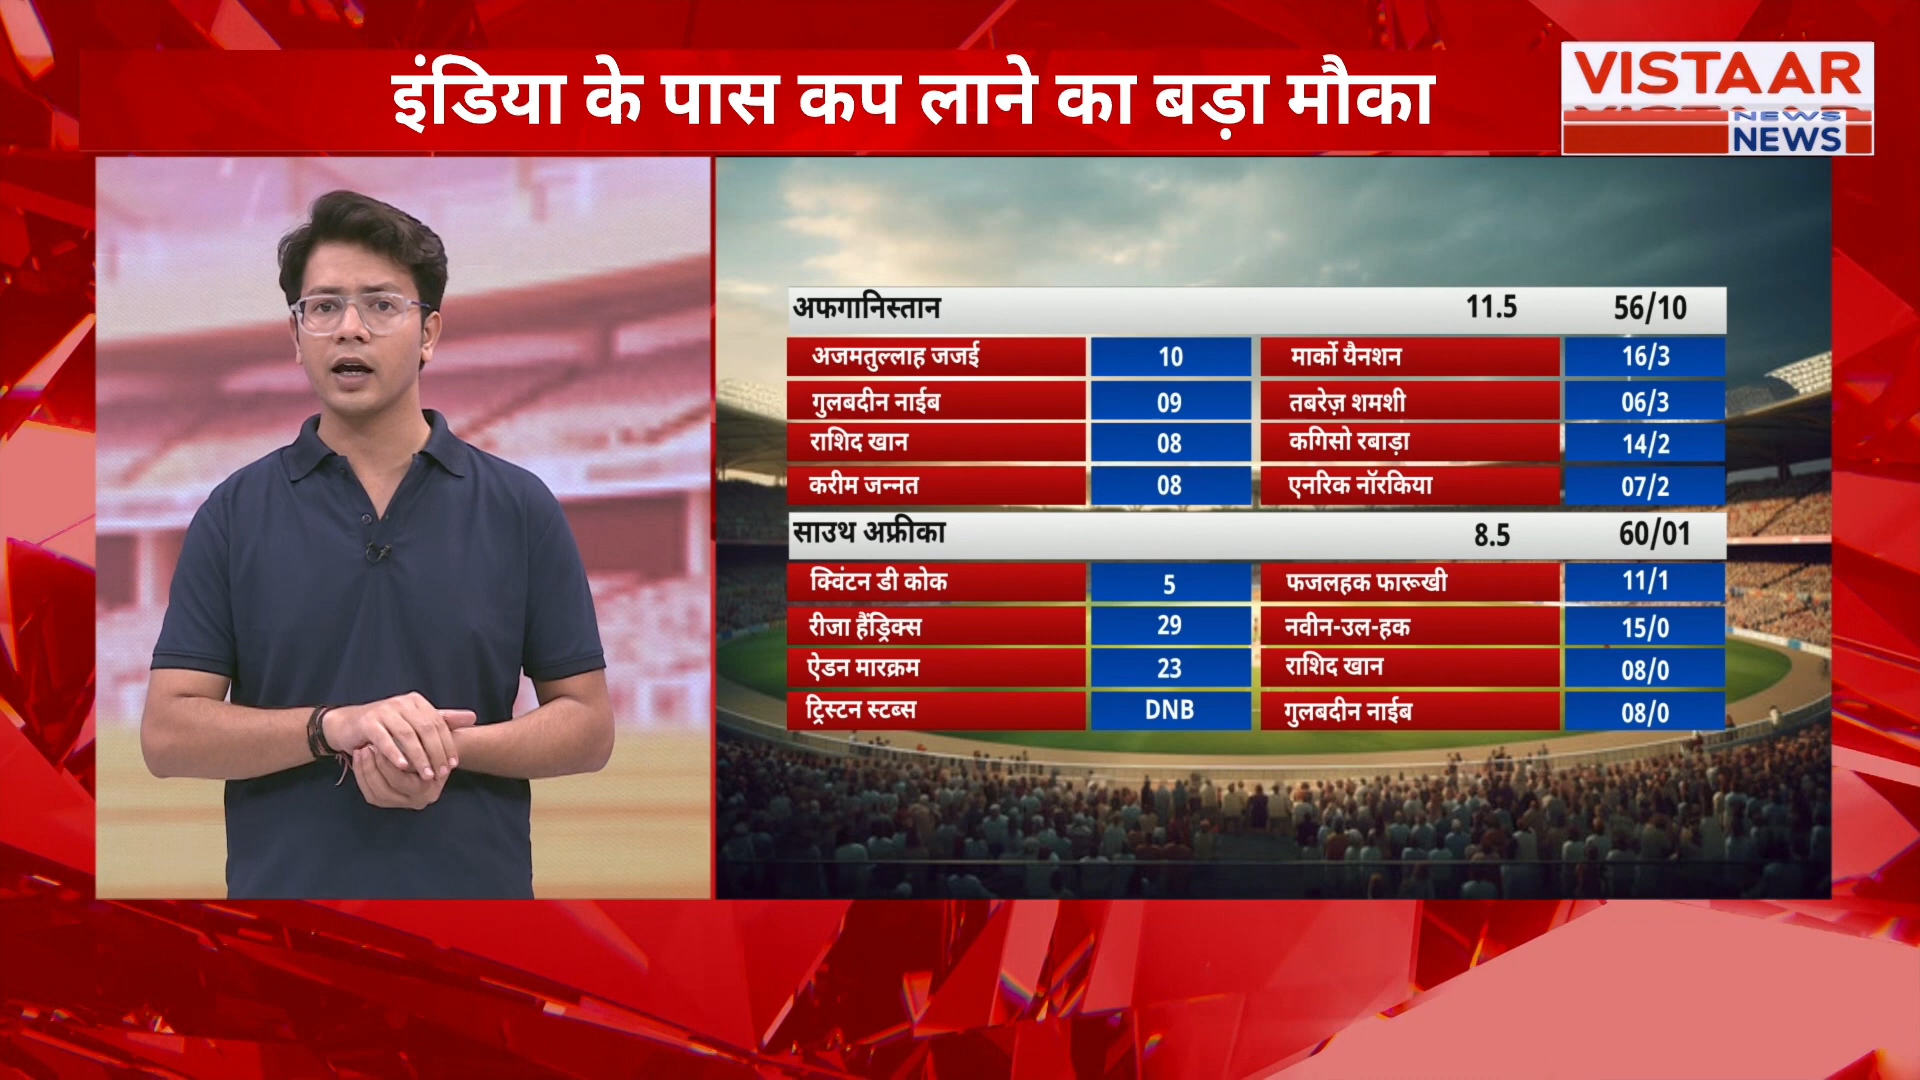 इंडिया के पास कप लाने का बड़ा मौका
VISTAAR
NEWS
NEWS
अफगानिस्तान 11.5 56/10
अजमतुल्लाह जजई 10 मार्को यैनशन 16/3
गुलबदीन नाईब 09 तबरेज़ शमशी 06/3
राशिद खान 08 कगिसो रबाड़ा 14/2
करीम जन्नत 08 एनरिक नॉरकिया 07/2
साउथ अफ्रीका 8.5 60/01
क्विंटन डी कोक 5 फजलहक फारूखी 11/1
रीजा हैंड्रिक्स 29 नवीन-उल-हक 15/0
ऐडन मारक्रम 23 राशिद खान 08/0
ट्रिस्टन स्टब्स DNB गुलबदीन नाईब 08/0